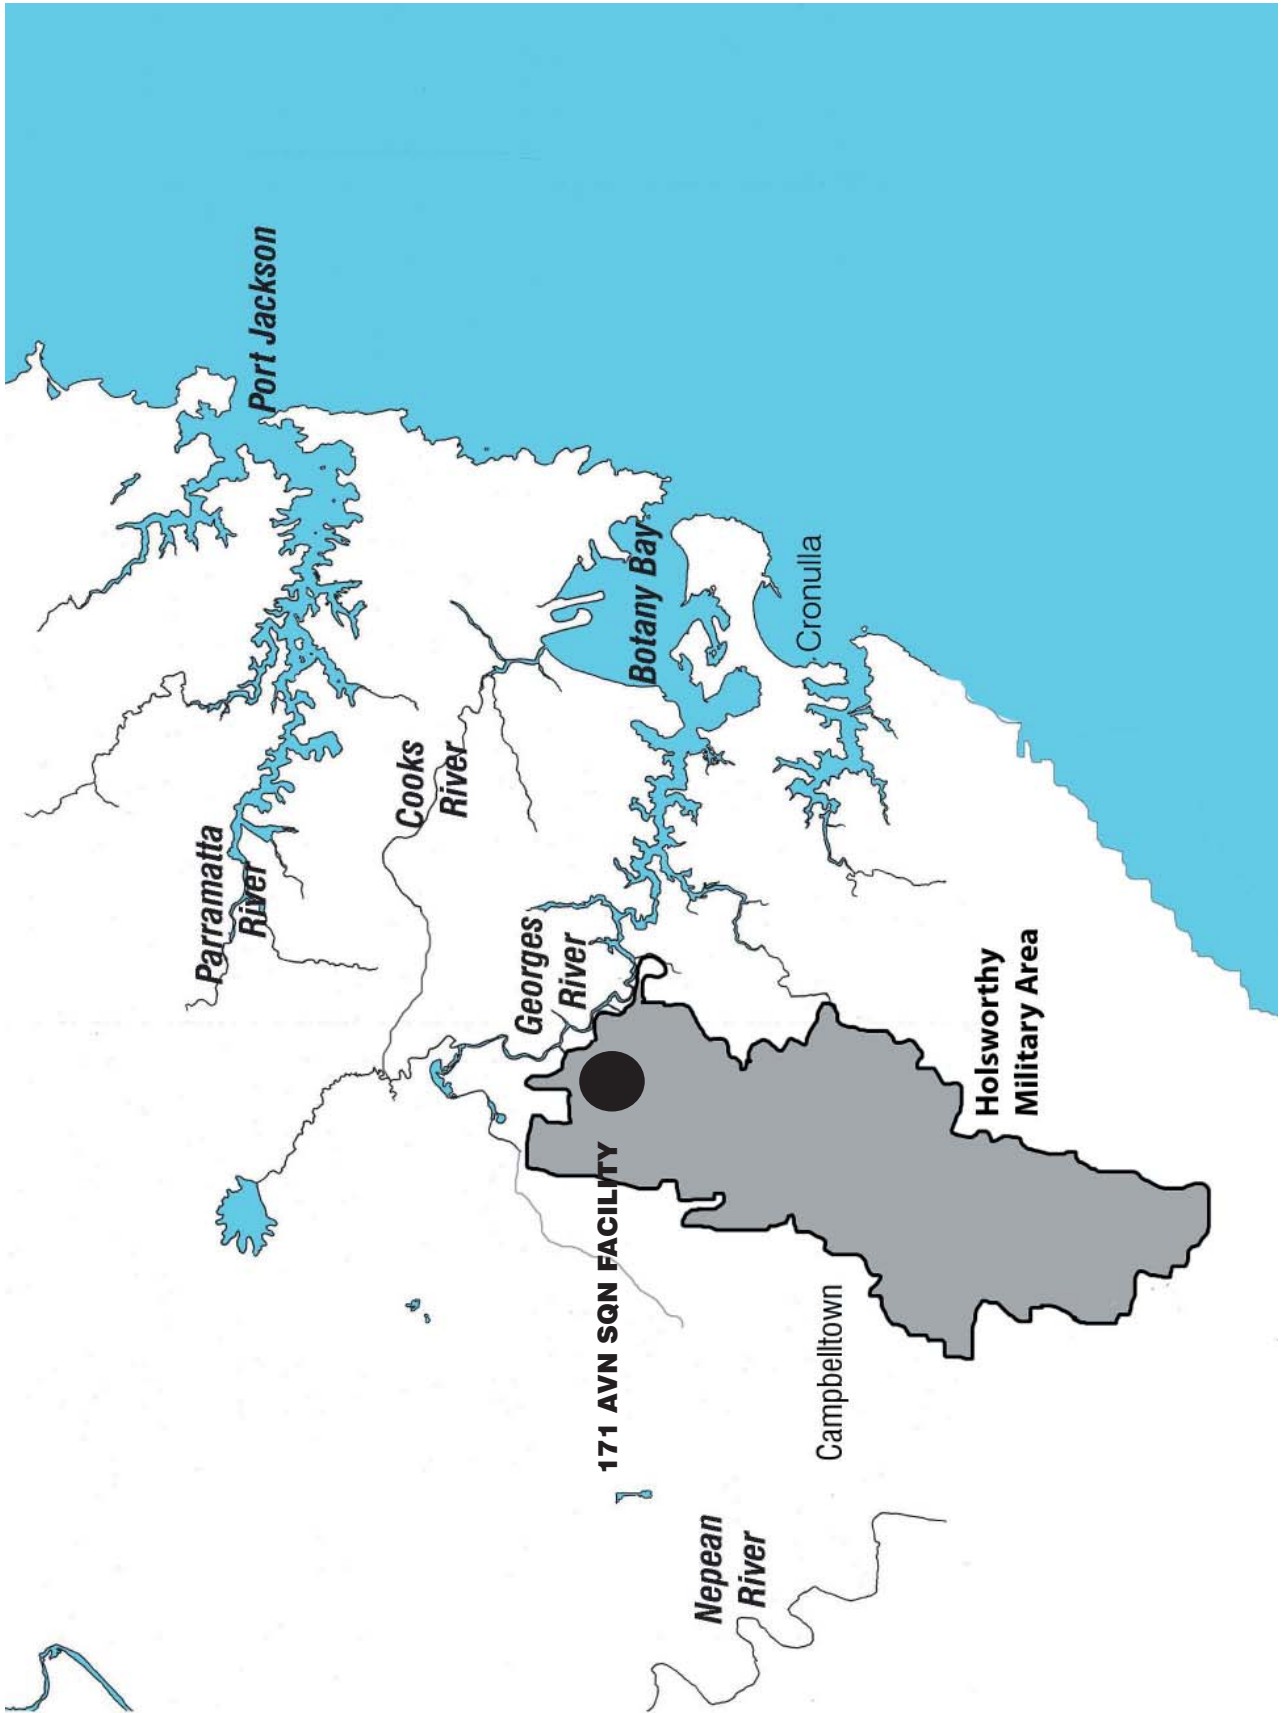 Port Jackson
Parramatta
River
Cooks
River
Botany Bay
Cronulla
Georges
River
171 AVN SQN FACILITY
Holsworthy
Military Area
Campbelltown
Nepean
River